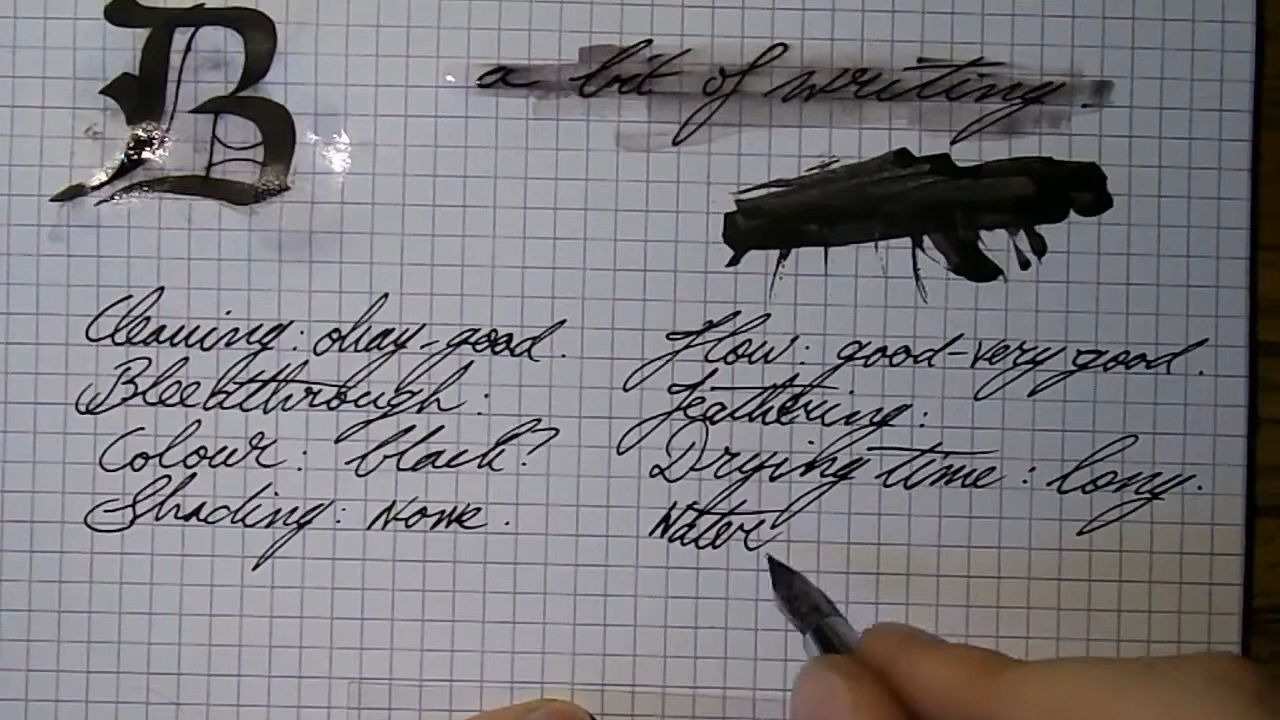 B
a bit of writing.
Cleaning: okay-good.
Bleedthrough:
Colour: black?
Shading: None.
Flow: good-very good.
Feathering:
Drying time: long.
Water